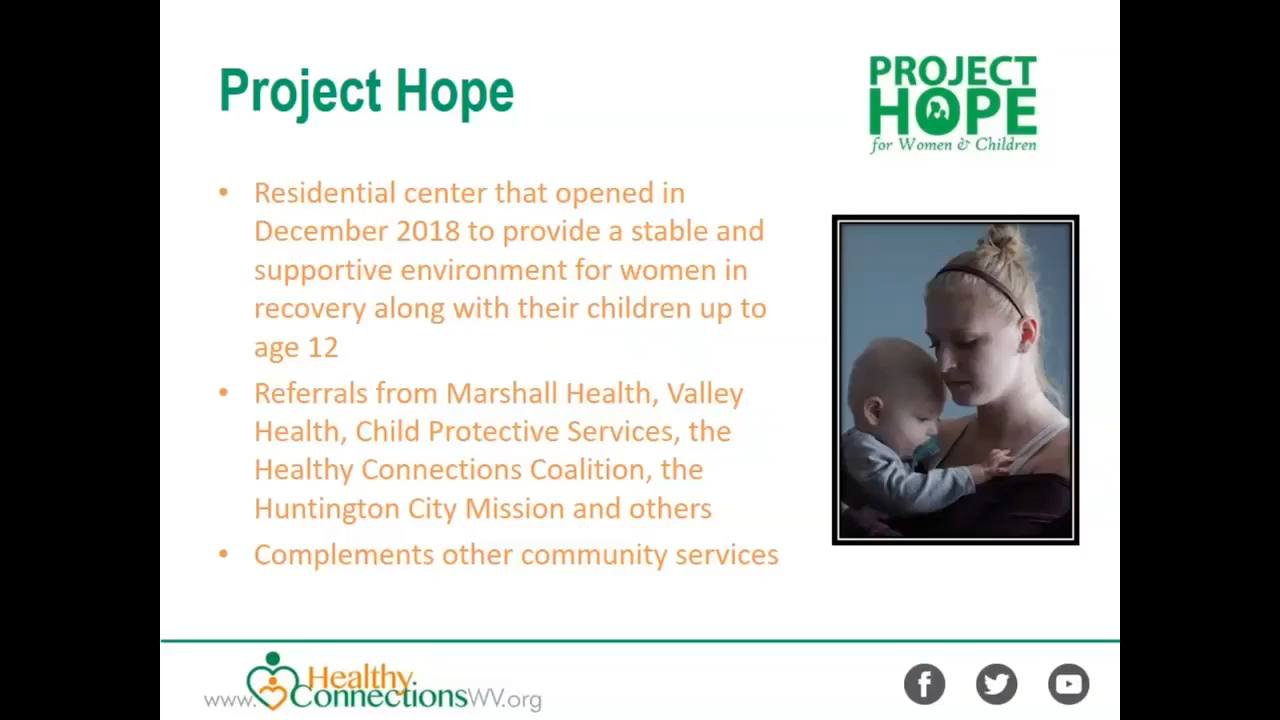 Project Hope
PROJECT
HOPE
for Women & Children
• Residential center that opened in
December 2018 to provide a stable and
supportive environment for women in
recovery along with their children up to
age 12
• Referrals from Marshall Health, Valley
Health, Child Protective Services, the
Healthy Connections Coalition, the
Huntington City Mission and others
• Complements other community services
Healthy
www.ConnectionsWV.org